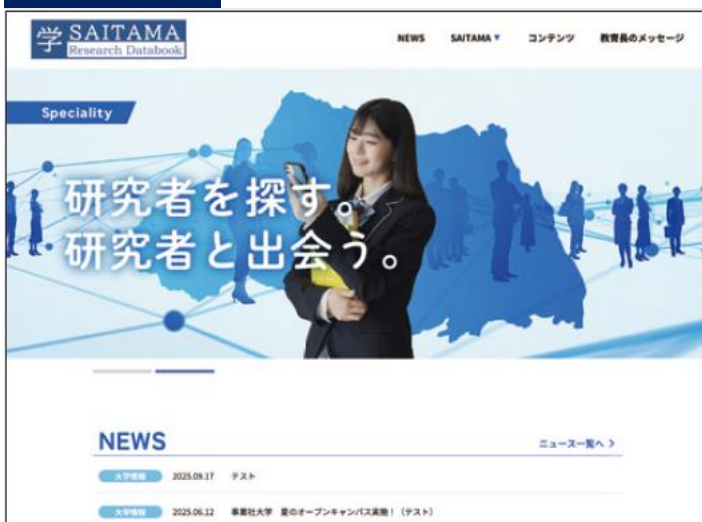 学 SAITAMA
Research Databook
NEWS SAITAMA▼ コンテンツ 教育長のメッセージ
Speciality
研究者を探す。
研究者と出会う。
NEWS
ニュース一覧へ >
大学情報 2025.09.17 テスト
大学情報 2025.06.12 事業社大学 夏のオープンキャンパス実施！（テスト）